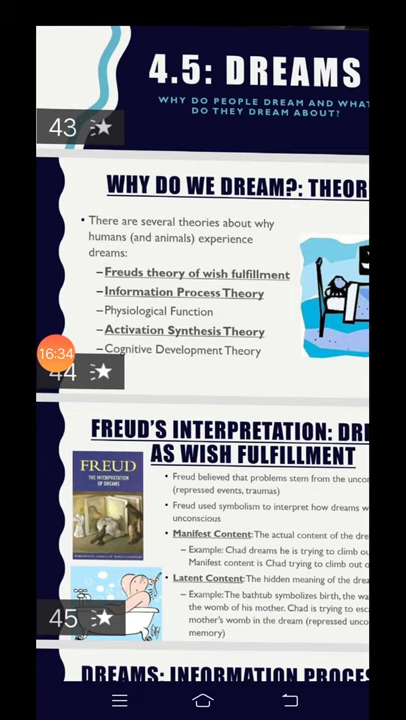 4.5: DREAMS
WHY DO PEOPLE DREAM AND WHAT
DO THEY DREAM ABOUT?
43
WHY DO WE DREAM?: THEOR
• There are several theories about why
humans (and animals) experience
dreams:
–Freuds theory of wish fulfillment
–Information Process Theory
–Physiological Function
–Activation Synthesis Theory
–Cognitive Development Theory
16:34
44
FREUD'S INTERPRETATION: DRE
AS WISH FULFILLMENT
FREUD
THE INTERPRETATION
OF DREAMS
• Freud believed that problems stem from the uncon
(repressed events, traumas)
• Freud used symbolism to interpret how dreams w
unconscious
• Manifest Content: The actual content of the drea
– Example: Chad dreams he is trying to climb ou
Manifest content is Chad trying to climb out o
• Latent Content: The hidden meaning of the drea
– Example: The bathtub symbolizes birth, the wa
the womb of his mother. Chad is trying to esc
mother's womb in the dream (repressed unco
memory)
45
DREAMS: INFORMATION PROCES